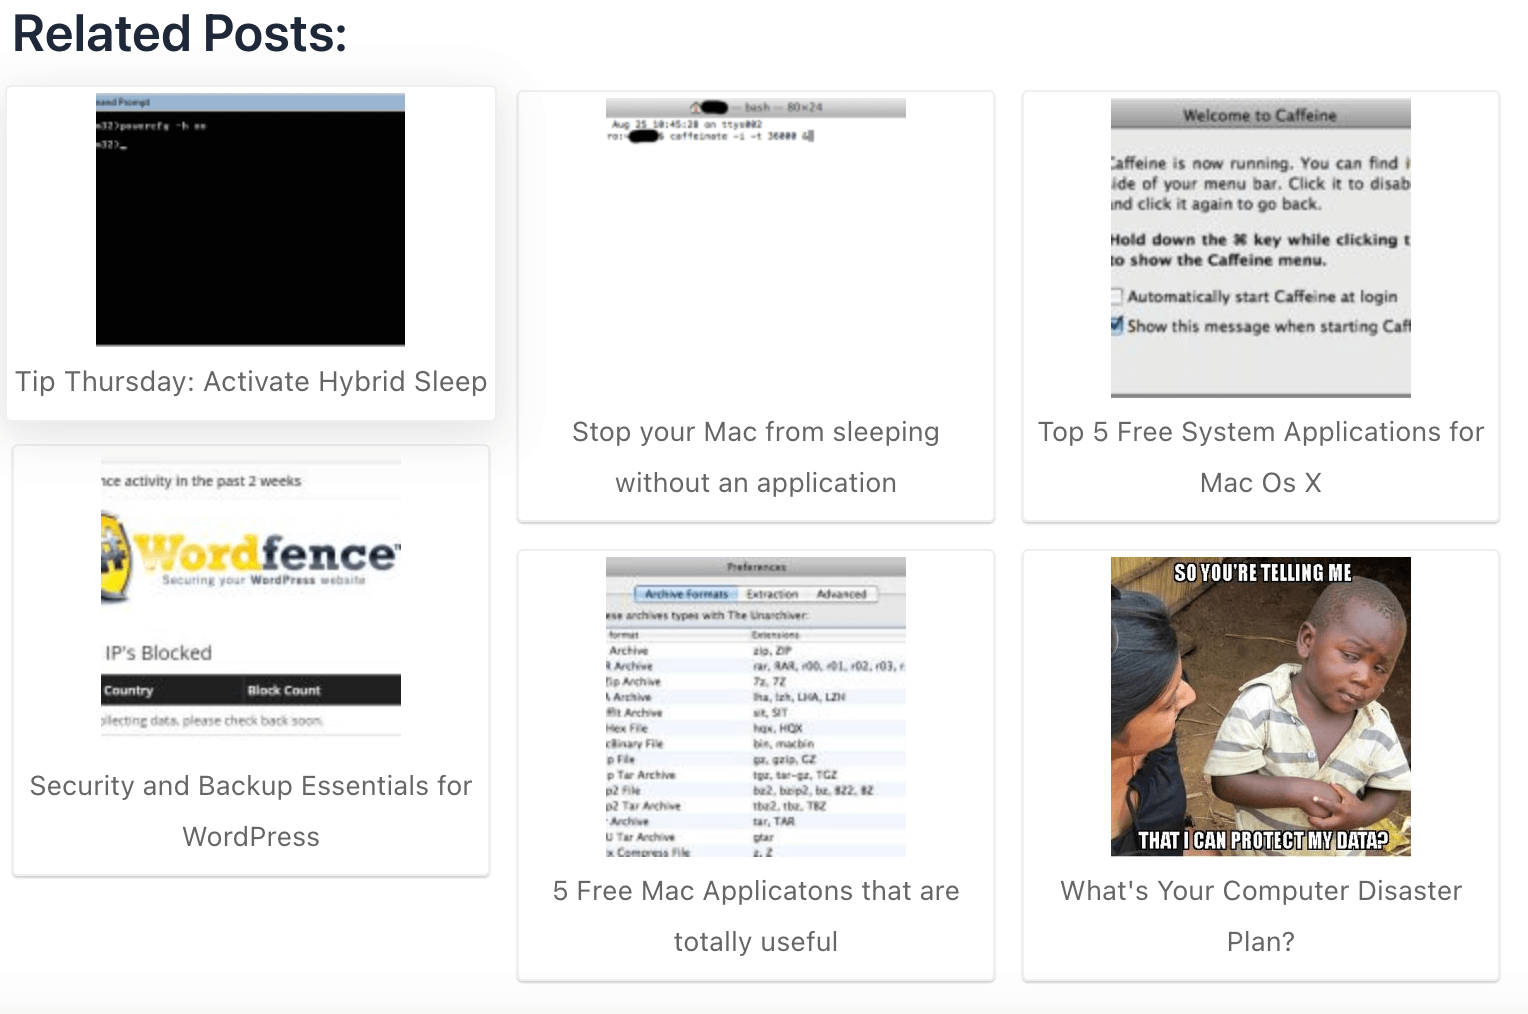 Related Posts:
mand Prompt
m32)powercfg -h on
m32)_
Tip Thursday: Activate Hybrid Sleep
— bash — 80×24
Aug 25 10:45:28 on ttys002
ro:~ $ caffeinate -i -t 36000 &
Stop your Mac from sleeping
without an application
Welcome to Caffeine
Caffeine is now running. You can find i
ide of your menu bar. Click it to disab
and click it again to go back.
Hold down the ⌘ key while clicking t
to show the Caffeine menu.
Automatically start Caffeine at login
Show this message when starting Caff
Top 5 Free System Applications for
Mac Os X
nce activity in the past 2 weeks
Wordfence
Securing your WordPress website
IP's Blocked
Country Block Count
ollecting data, please check back soon.
Security and Backup Essentials for
WordPress
Preferences
Archive Formats Extraction Advanced
ese archives types with The Unarchiver:
format Extensions
Archive zip, ZIP
R Archive rar, RAR, r00, r01, r02, r03, r
Zip Archive 7z, 7Z
A Archive lha, lzh, LHA, LZH
ffIt Archive sit, SIT
Hex File hqx, HQX
cBinary File bin, macbin
p File gz, gzip, GZ
p Tar Archive tgz, tar-gz, TGZ
p2 File bz2, bzip2, bz, BZ2, BZ
p2 Tar Archive tbz2, tbz, TBZ
Archive tar, TAR
U Tar Archive gtar
x Compress File z, Z
5 Free Mac Applicatons that are
totally useful
SO YOU'RE TELLING ME
THAT I CAN PROTECT MY DATA?
What's Your Computer Disaster
Plan?